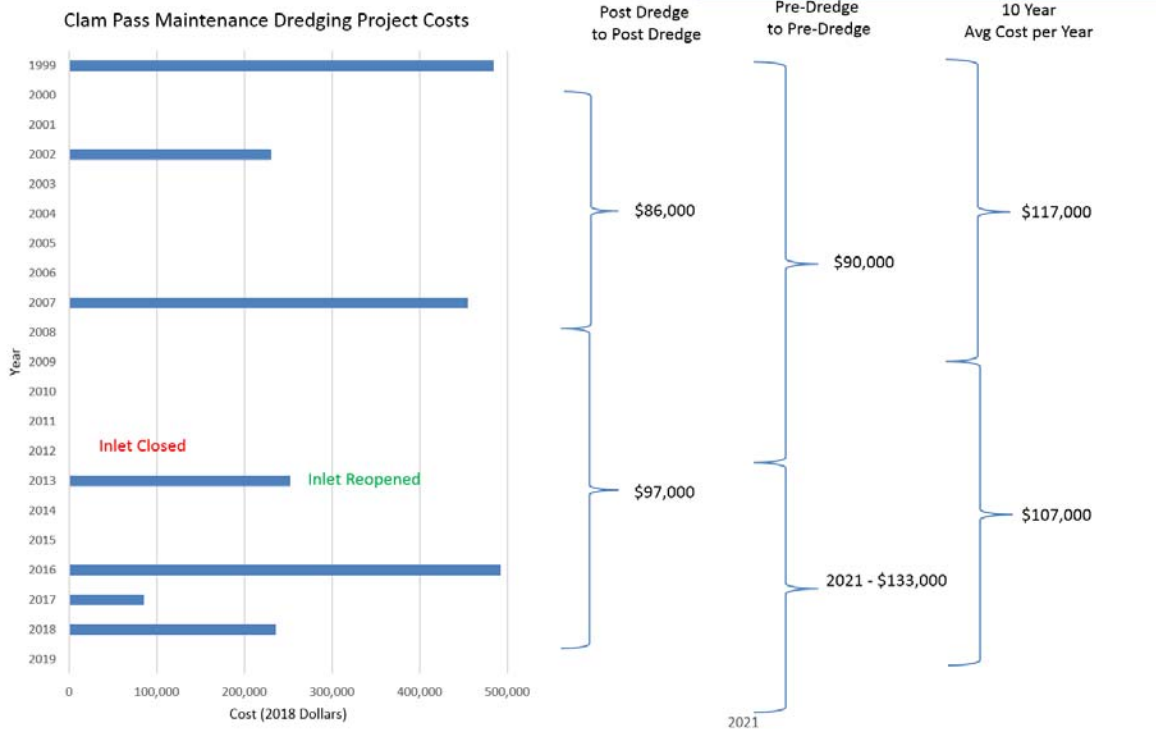 Clam Pass Maintenance Dredging Project Costs
Post Dredge
to Post Dredge
Pre-Dredge
to Pre-Dredge
10 Year
Avg Cost per Year
Year
1999
2000
2001
2002
2003
2004
2005
2006
2007
2008
2009
2010
2011
2012
2013
2014
2015
2016
2017
2018
2019
Inlet Closed
Inlet Reopened
0
100,000
200,000
300,000
400,000
500,000
Cost (2018 Dollars)
$86,000
$97,000
$90,000
2021 - $133,000
2021
$117,000
$107,000